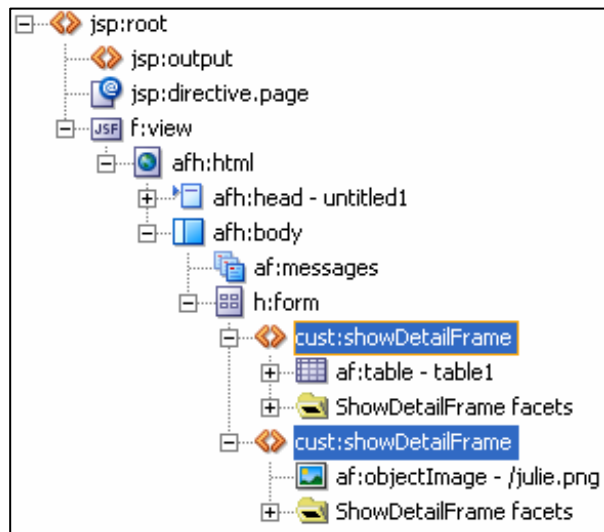 jsp:root
jsp:output
jsp:directive.page
JSF f:view
afh:html
afh:head - untitled1
afh:body
af:messages
h:form
cust:showDetailFrame
af:table - table1
ShowDetailFrame facets
cust:showDetailFrame
af:objectImage - /julie.png
ShowDetailFrame facets